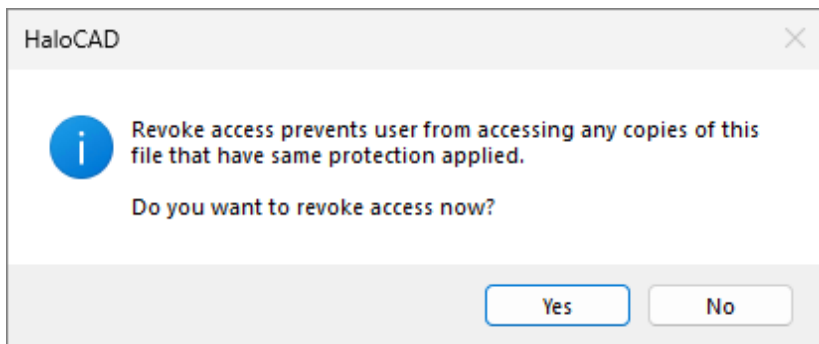 HaloCAD
Revoke access prevents user from accessing any copies of this
file that have same protection applied.
Do you want to revoke access now?
Yes
No